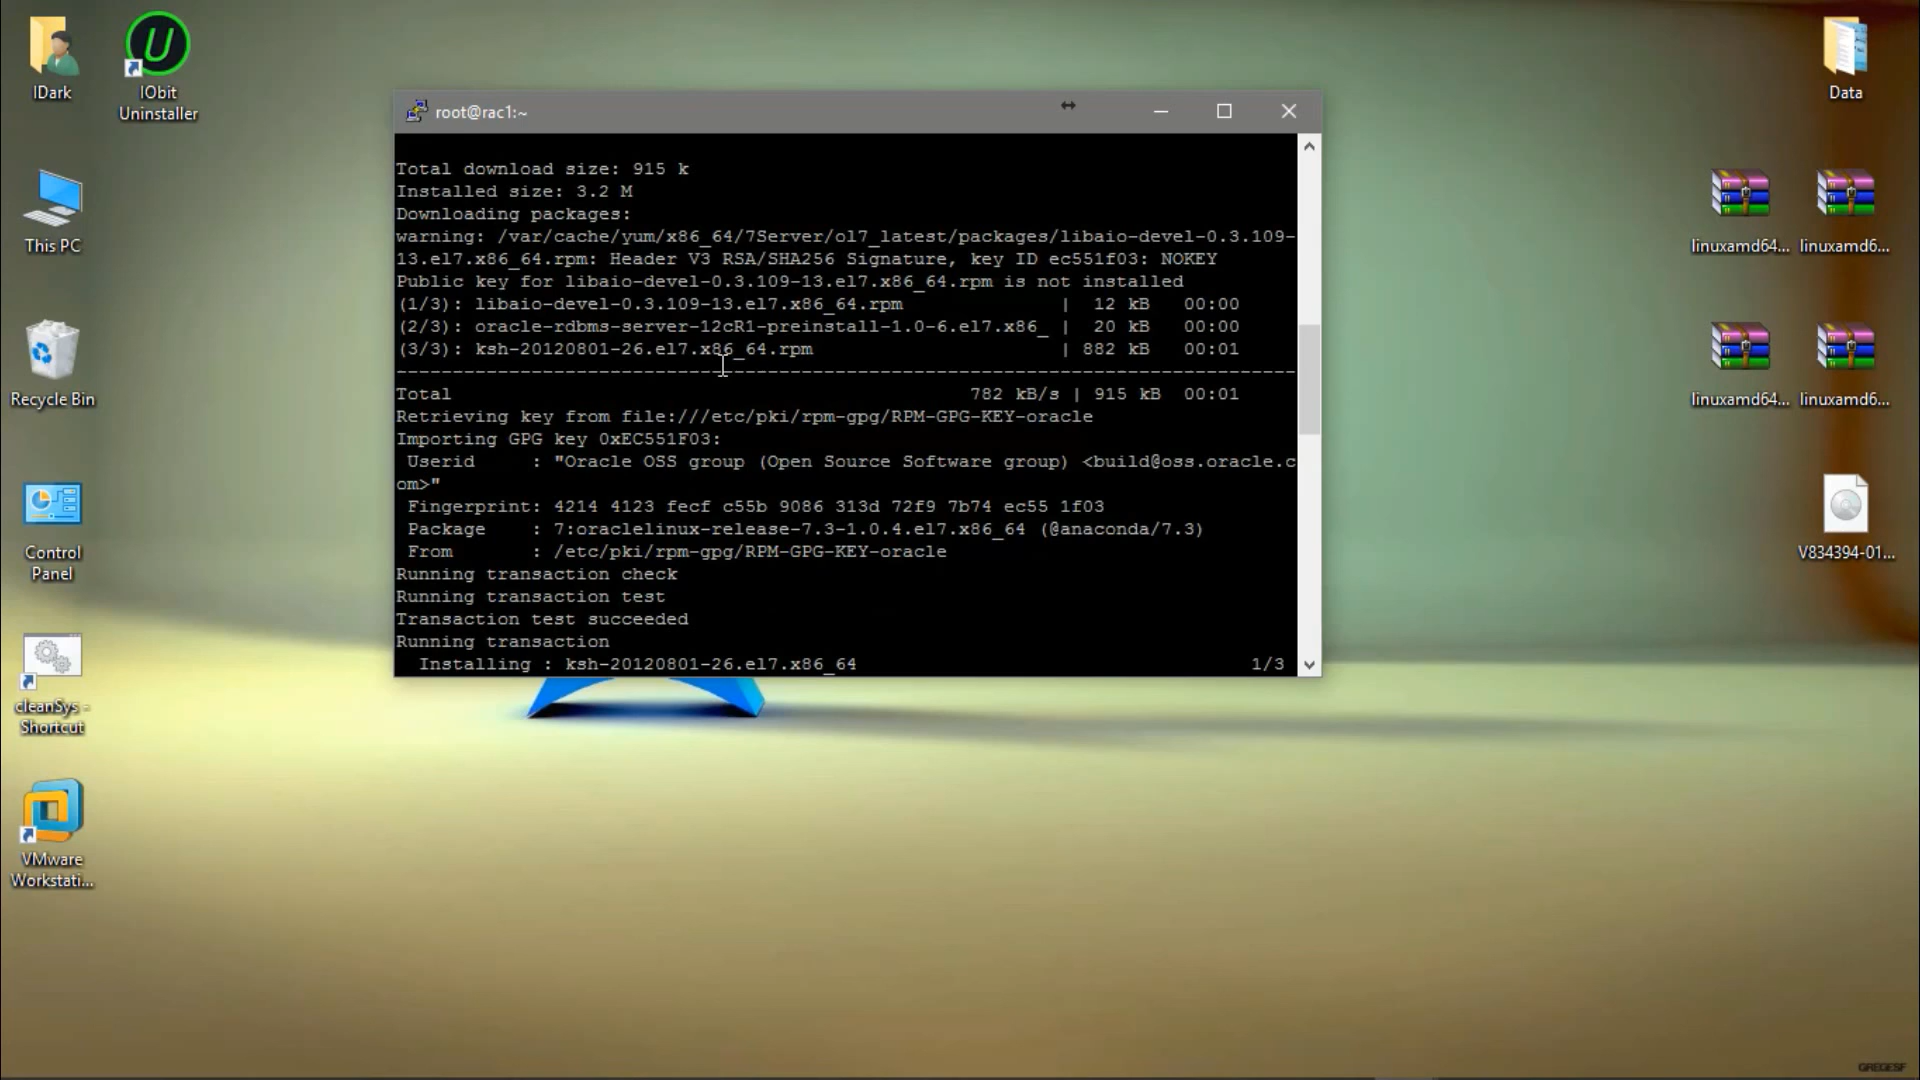 IDark
IObit
Uninstaller
This PC
Recycle Bin
Control
Panel
cleanSys -
Shortcut
VMware
Workstati...
root@rac1:~
Total download size: 915 k
Installed size: 3.2 M
Downloading packages:
warning: /var/cache/yum/x86_64/7Server/ol7_latest/packages/libaio-devel-0.3.109-
13.el7.x86_64.rpm: Header V3 RSA/SHA256 Signature, key ID ec551f03: NOKEY
Public key for libaio-devel-0.3.109-13.el7.x86_64.rpm is not installed
(1/3): libaio-devel-0.3.109-13.el7.x86_64.rpm | 12 kB 00:00
(2/3): oracle-rdbms-server-12cR1-preinstall-1.0-6.el7.x86_ | 20 kB 00:00
(3/3): ksh-20120801-26.el7.x86_64.rpm | 882 kB 00:01
--------------------------------------------------------------------------------
Total 782 kB/s | 915 kB 00:01
Retrieving key from file:///etc/pki/rpm-gpg/RPM-GPG-KEY-oracle
Importing GPG key 0xEC551F03:
Userid : "Oracle OSS group (Open Source Software group) <build@oss.oracle.c
om>"
Fingerprint: 4214 4123 fecf c55b 9086 313d 72f9 7b74 ec55 1f03
Package : 7:oraclelinux-release-7.3-1.0.4.el7.x86_64 (@anaconda/7.3)
From : /etc/pki/rpm-gpg/RPM-GPG-KEY-oracle
Running transaction check
Running transaction test
Transaction test succeeded
Running transaction
Installing : ksh-20120801-26.el7.x86_64 1/3
Data
linuxamd64... linuxamd6...
linuxamd64... linuxamd6...
V834394-01...
GREGESF